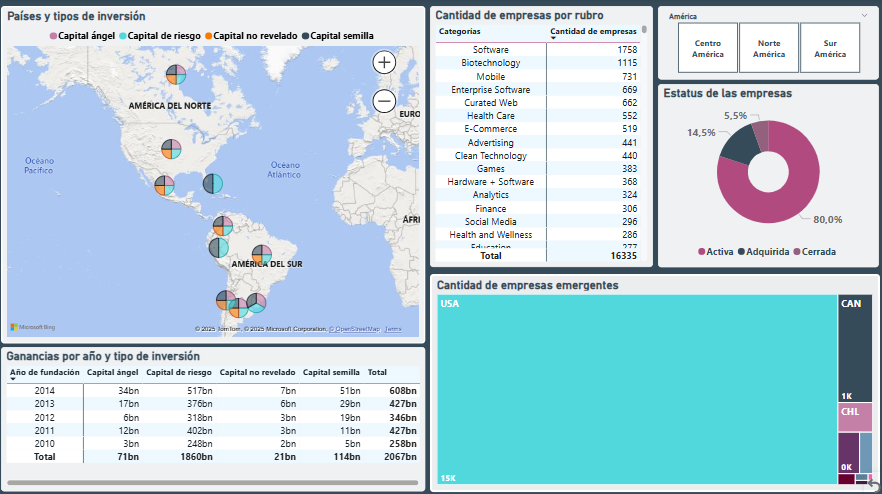 Países y tipos de inversión
Capital ángel Capital de riesgo Capital no revelado Capital semilla
AMÉRICA DEL NORTE
EURO
Océano
Pacífico
Océano
Atlántico
ÁFRI
AMÉRICA DEL SUR
Microsoft Bing
© 2025 TomTom, © 2025 Microsoft Corporation, © OpenStreetMap Terms
Ganancias por año y tipo de inversión
Año de fundación Capital ángel Capital de riesgo Capital no revelado Capital semilla Total
2014 34bn 517bn 7bn 51bn 608bn
2013 17bn 376bn 6bn 29bn 427bn
2012 6bn 318bn 3bn 19bn 346bn
2011 12bn 402bn 3bn 11bn 427bn
2010 3bn 248bn 2bn 5bn 258bn
Total 71bn 1860bn 21bn 114bn 2067bn
Cantidad de empresas por rubro
Categorías Cantidad de empresas
Software 1758
Biotechnology 1115
Mobile 731
Enterprise Software 669
Curated Web 662
Health Care 552
E-Commerce 519
Advertising 441
Clean Technology 440
Games 383
Hardware + Software 368
Analytics 324
Finance 306
Social Media 296
Health and Wellness 286
Education 277
Total 16335
América
Centro
América
Norte
América
Sur
América
Estatus de las empresas
5,5%
14,5%
80,0%
Activa Adquirida Cerrada
Cantidad de empresas emergentes
USA
15K
CAN
1K
CHL
0K